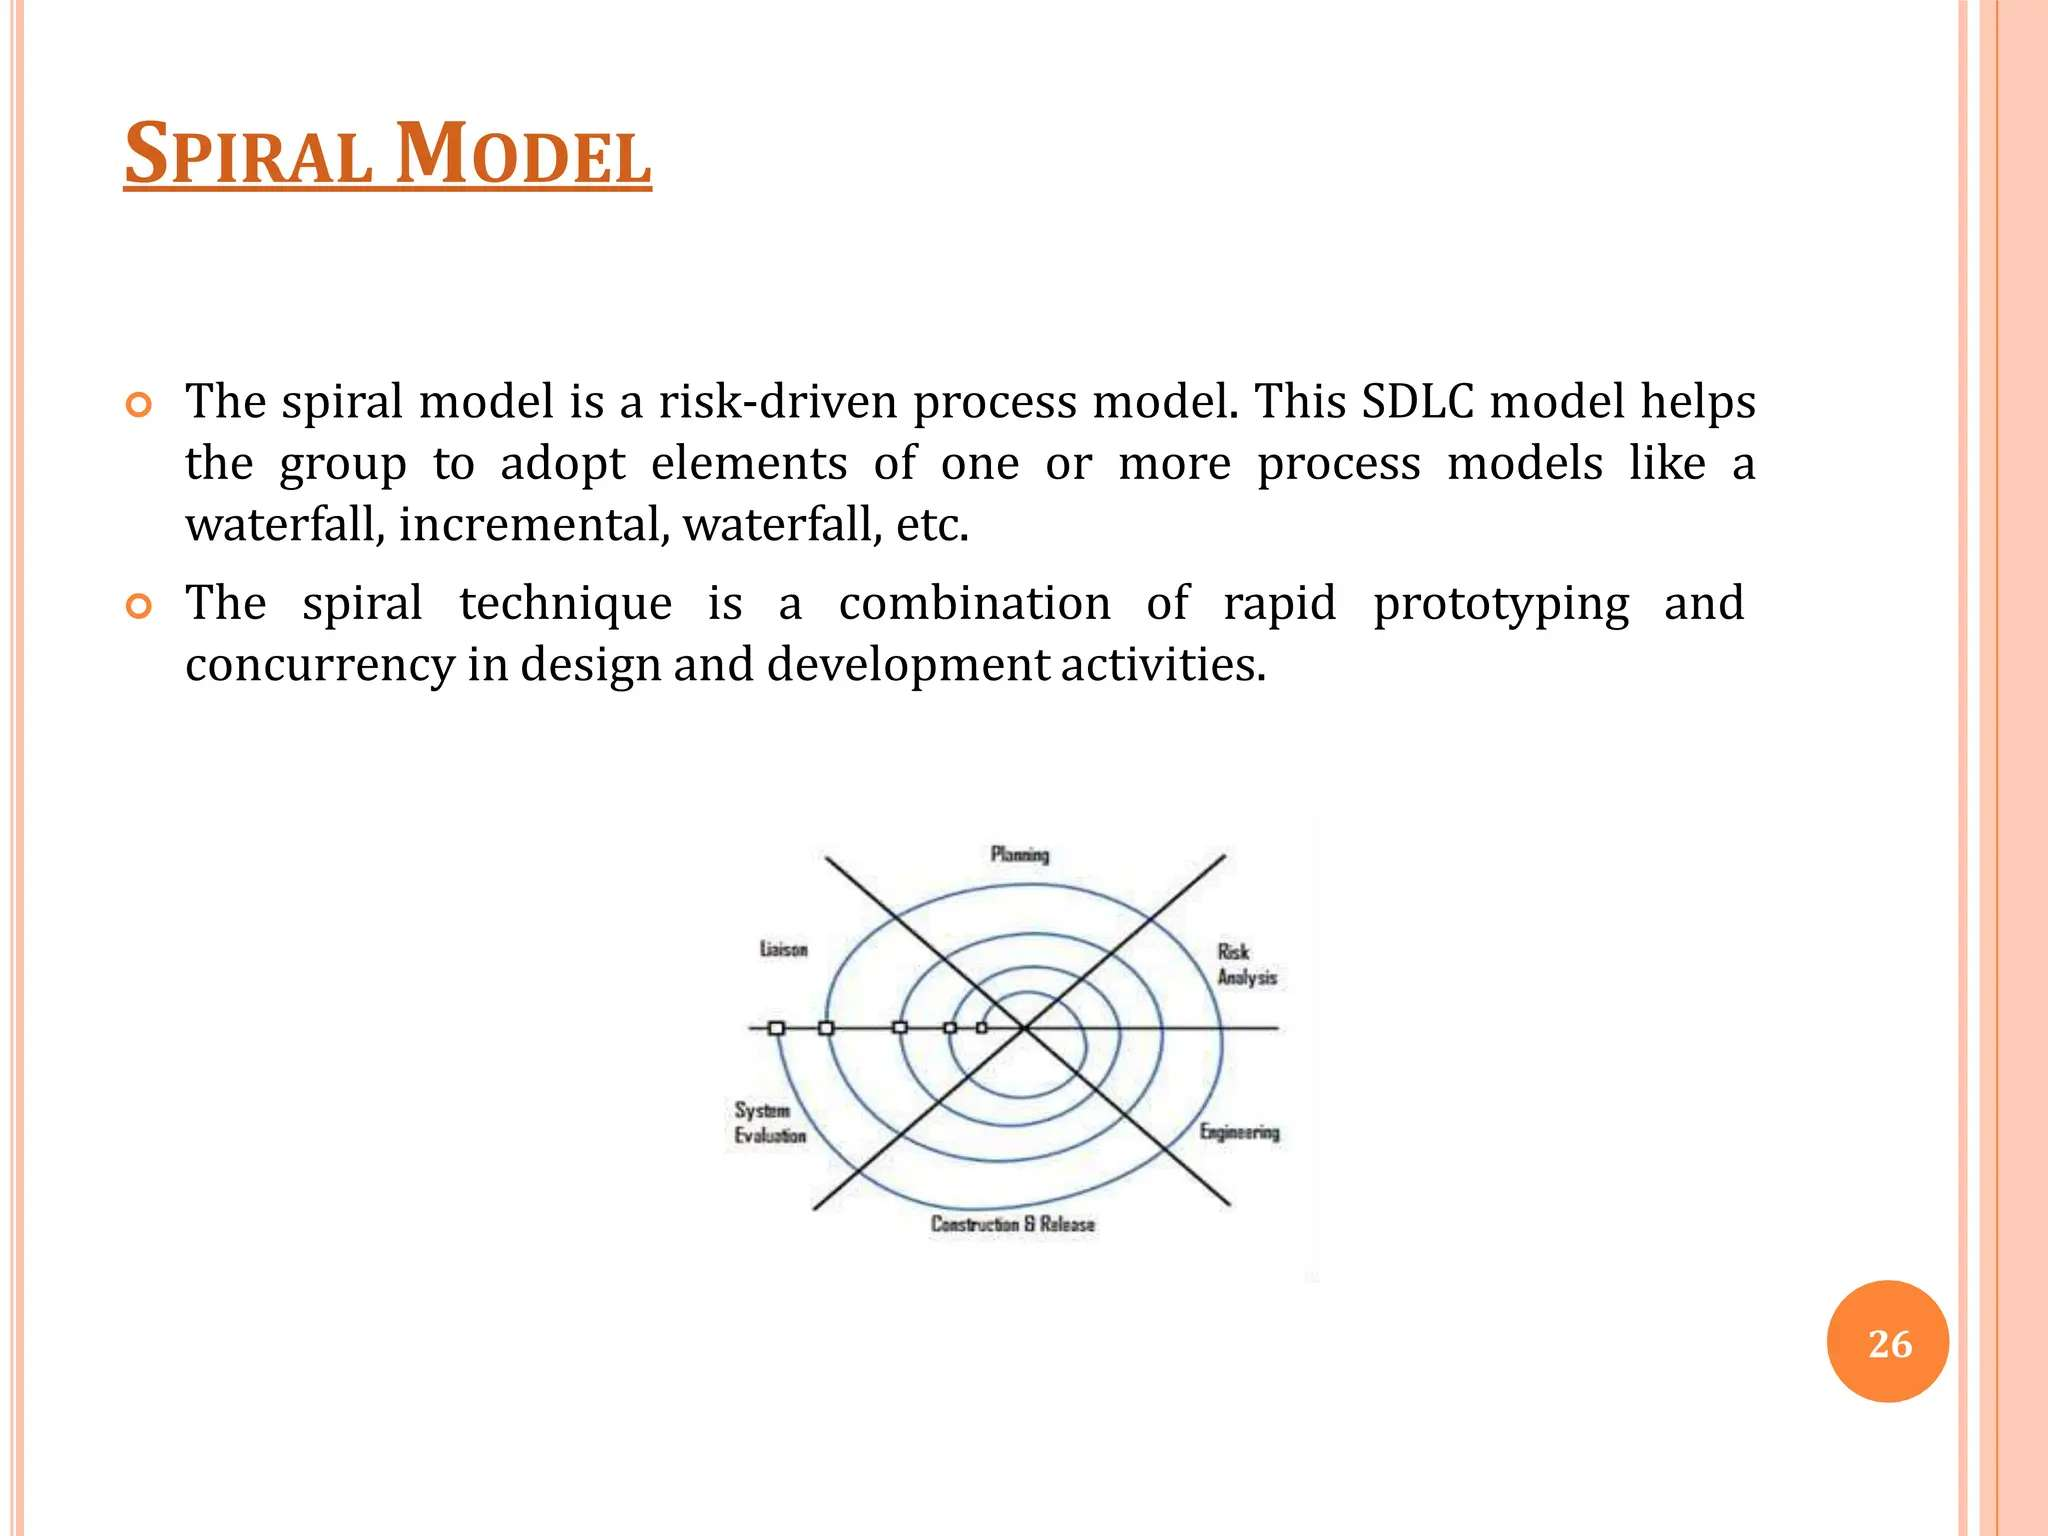 SPIRAL MODEL
The spiral model is a risk-driven process model. This SDLC model helps
the group to adopt elements of one or more process models like a
waterfall, incremental, waterfall, etc.
The spiral technique is a combination of rapid prototyping and
concurrency in design and development activities.
Planning
Liaison
Risk
Analysis
System
Evaluation
Engineering
Construction & Release
26